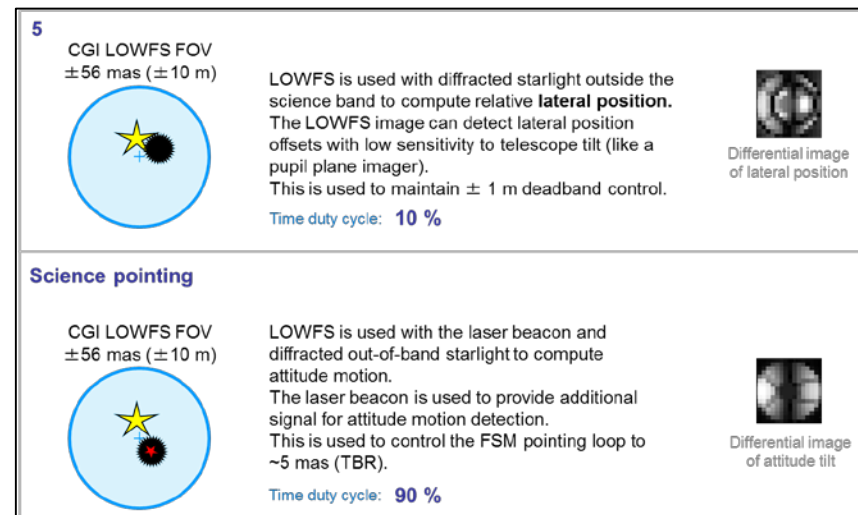 5
CGI LOWFS FOV
±56 mas (±10 m)
LOWFS is used with diffracted starlight outside the
science band to compute relative lateral position.
The LOWFS image can detect lateral position
offsets with low sensitivity to telescope tilt (like a
pupil plane imager).
This is used to maintain ± 1 m deadband control.
Time duty cycle: 10 %
Differential image
of lateral position
Science pointing
CGI LOWFS FOV
±56 mas (±10 m)
LOWFS is used with the laser beacon and
diffracted out-of-band starlight to compute
attitude motion.
The laser beacon is used to provide additional
signal for attitude motion detection.
This is used to control the FSM pointing loop to
~5 mas (TBR).
Time duty cycle: 90 %
Differential image
of attitude tilt